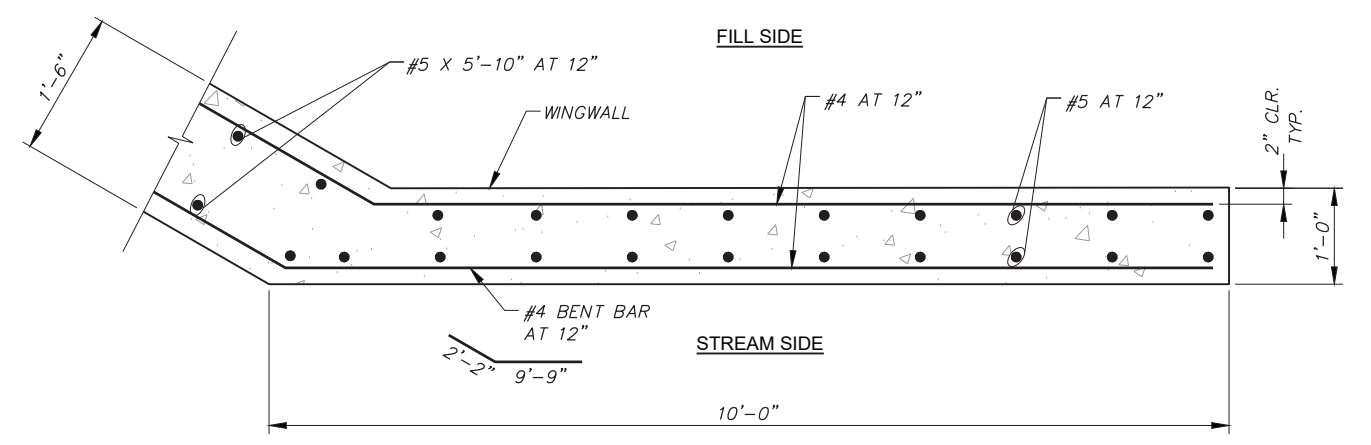 FILL SIDE
1'-6"
#5 X 5'-10" AT 12"
WINGWALL
#4 AT 12"
#5 AT 12"
2" CLR.
TYP.
1'-0"
#4 BENT BAR
AT 12"
2'-2"
9'-9"
STREAM SIDE
10'-0"